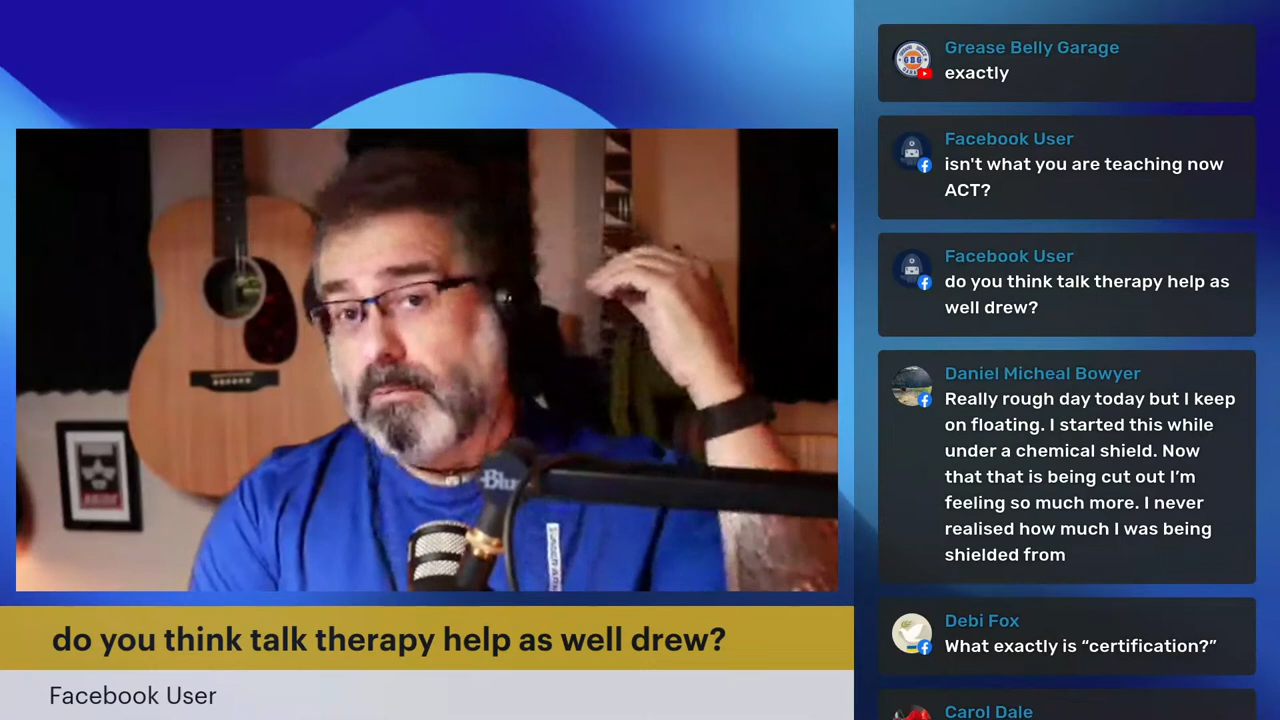 Grease Belly Garage
exactly
Facebook User
isn't what you are teaching now
ACT?
Facebook User
do you think talk therapy help as
well drew?
Daniel Micheal Bowyer
Really rough day today but I keep
on floating. I started this while
under a chemical shield. Now
that that is being cut out I’m
feeling so much more. I never
realised how much I was being
shielded from
Debi Fox
What exactly is “certification?”
Carol Dale
GBG
Blu
do you think talk therapy help as well drew?
Facebook User